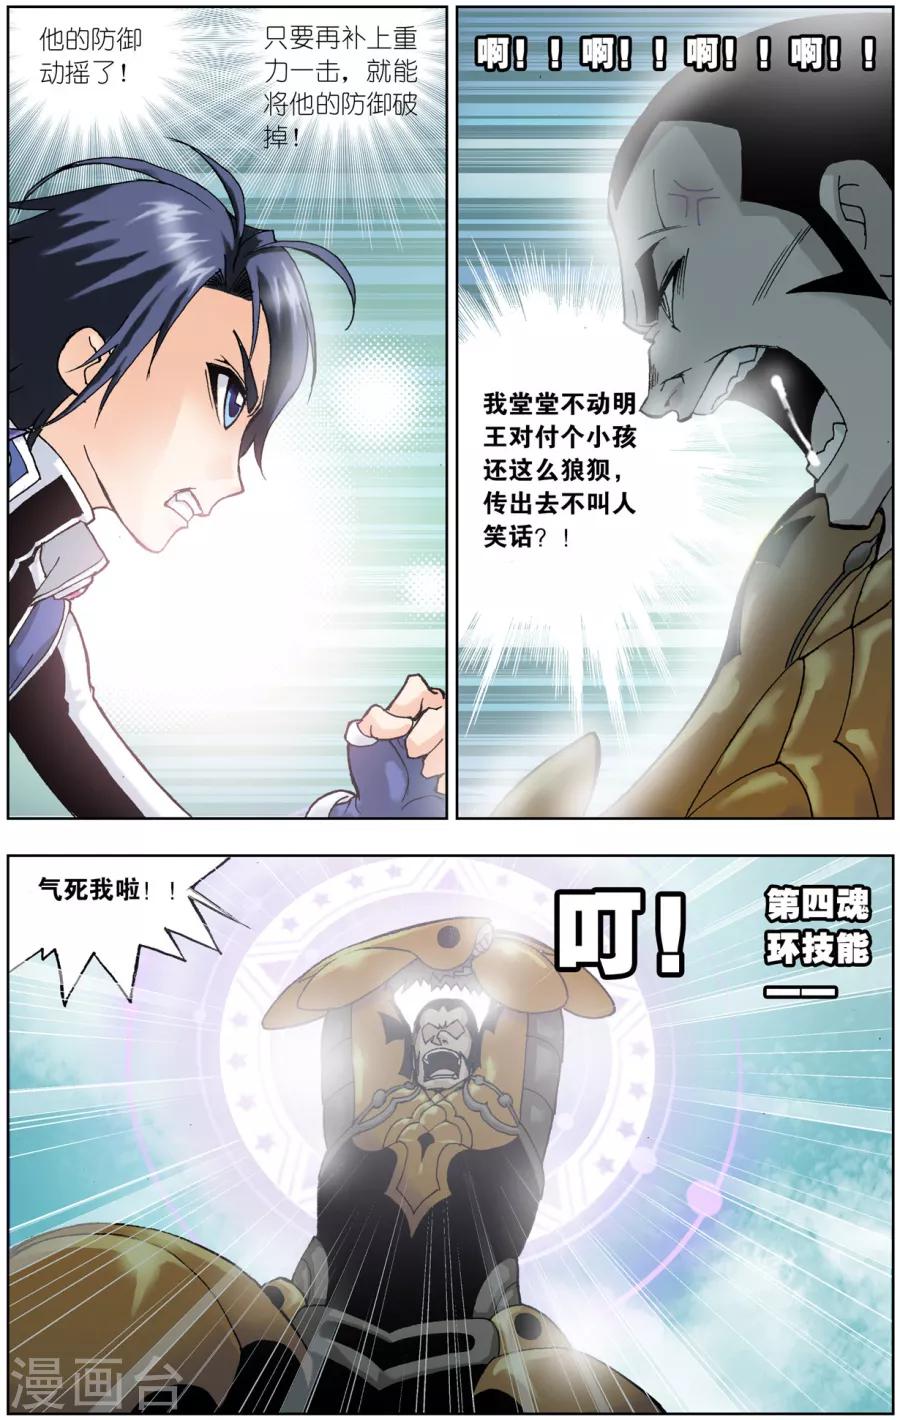 他的防御
动摇了！
只要再补上重
力一击，就能
将他的防御破
掉！
啊！！啊！！啊！！啊！！
我堂堂不动明
王对付个小孩
还这么狼狈，
传出去不叫人
笑话？！
气死我啦！！
叮！
第四魂
环技能
——
漫画台